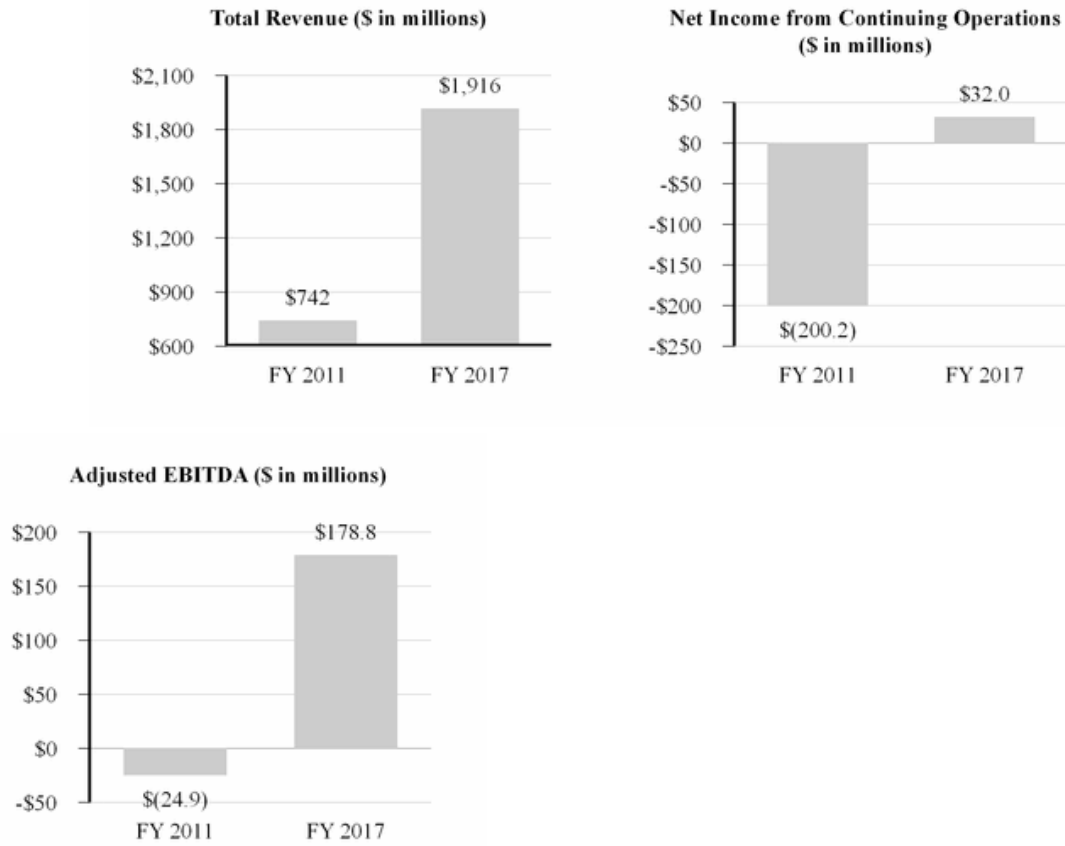 Total Revenue ($ in millions)
$2,100
$1,800
$1,500
$1,200
$900
$600
$742
$1,916
FY 2011
FY 2017
Net Income from Continuing Operations
($ in millions)
$50
$0
-$50
-$100
-$150
-$200
-$250
$(200.2)
$32.0
FY 2011
FY 2017
Adjusted EBITDA ($ in millions)
$200
$150
$100
$50
$0
-$50
$(24.9)
$178.8
FY 2011
FY 2017